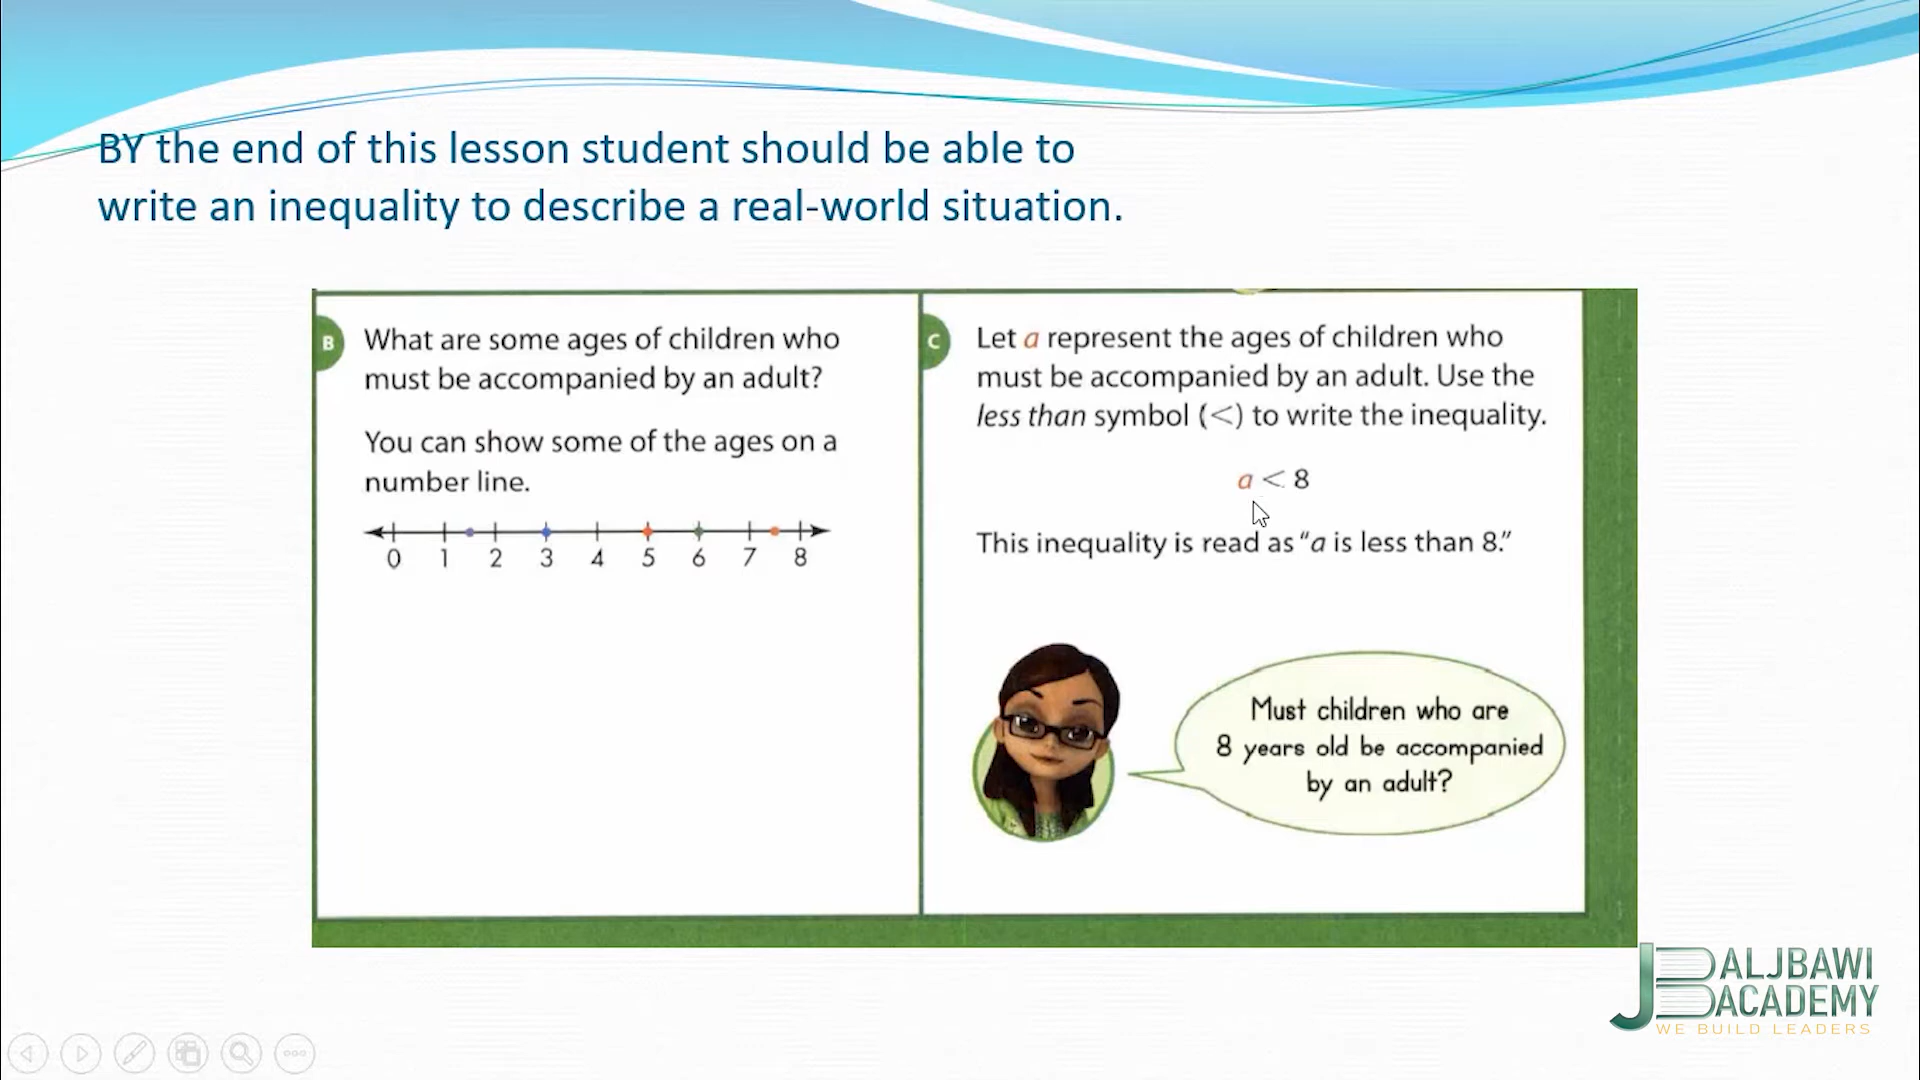 BY the end of this lesson student should be able to
write an inequality to describe a real-world situation.
B
What are some ages of children who
must be accompanied by an adult?
You can show some of the ages on a
number line.
0 1 2 3 4 5 6 7 8
C
Let a represent the ages of children who
must be accompanied by an adult. Use the
less than symbol (<) to write the inequality.
a < 8
This inequality is read as “a is less than 8.”
Must children who are
8 years old be accompanied
by an adult?
JB
ALJBAWI
ACADEMY
WE BUILD LEADERS